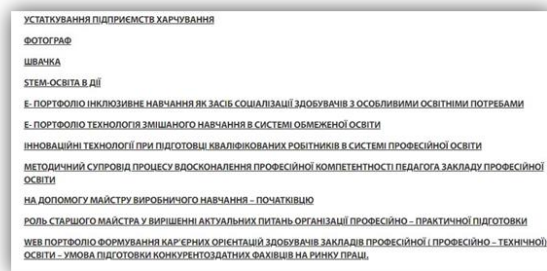 УСТАТКУВАННЯ ПІДПРИЄМСТВ ХАРЧУВАННЯ
ФОТОГРАФ
ШВАЧКА
STEM-ОСВІТА В ДІЇ
Е- ПОРТФОЛІО ІНКЛЮЗИВНЕ НАВЧАННЯ ЯК ЗАСІБ СОЦІАЛІЗАЦІЇ ЗДОБУВАЧІВ З ОСОБЛИВИМИ ОСВІТНІМИ ПОТРЕБАМИ
Е- ПОРТФОЛІО ТЕХНОЛОГІЯ ЗМІШАНОГО НАВЧАННЯ В СИСТЕМІ ОБМЕЖЕНОЇ ОСВІТИ
ІННОВАЦІЙНІ ТЕХНОЛОГІЇ ПРИ ПІДГОТОВЦІ КВАЛІФІКОВАНИХ РОБІТНИКІВ В СИСТЕМІ ПРОФЕСІЙНОЇ ОСВІТИ
МЕТОДИЧНИЙ СУПРОВІД ПРОЦЕСУ ВДОСКОНАЛЕННЯ ПРОФЕСІЙНОЇ КОМПЕТЕНТНОСТІ ПЕДАГОГА ЗАКЛАДУ ПРОФЕСІЙНОЇ
ОСВІТИ
НА ДОПОМОГУ МАЙСТРУ ВИРОБНИЧОГО НАВЧАННЯ – ПОЧАТКІВЦЮ
РОЛЬ СТАРШОГО МАЙСТРА У ВИРІШЕННІ АКТУАЛЬНИХ ПИТАНЬ ОРГАНІЗАЦІЇ ПРОФЕСІЙНО – ПРАКТИЧНОЇ ПІДГОТОВКИ
WEB ПОРТФОЛІО ФОРМУВАННЯ КАР'ЄРНИХ ОРІЄНТАЦІЙ ЗДОБУВАЧІВ ЗАКЛАДІВ ПРОФЕСІЙНОЇ ( ПРОФЕСІЙНО – ТЕХНІЧНОЇ)
ОСВІТИ – УМОВА ПІДГОТОВКИ КОНКУРЕНТОЗДАТНИХ ФАХІВЦІВ НА РИНКУ ПРАЦІ.